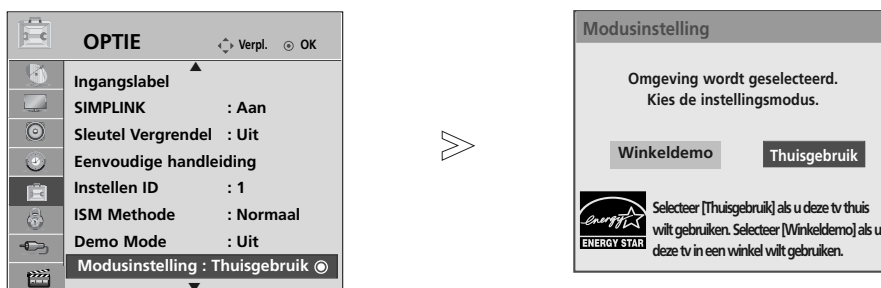 OPTIE
Verpl. OK
Ingangslabel
SIMPLINK : Aan
Sleutel Vergrendel : Uit
Eenvoudige handleiding
Instellen ID : 1
ISM Methode : Normaal
Demo Mode : Uit
Modusinstelling : Thuisgebruik
Modusinstelling
Omgeving wordt geselecteerd.
Kies de instellingsmodus.
Winkeldemo
Thuisgebruik
energy
ENERGY STAR
Selecteer [Thuisgebruik] als u deze tv thuis
wilt gebruiken. Selecteer [Winkeldemo] als u
deze tv in een winkel wilt gebruiken.